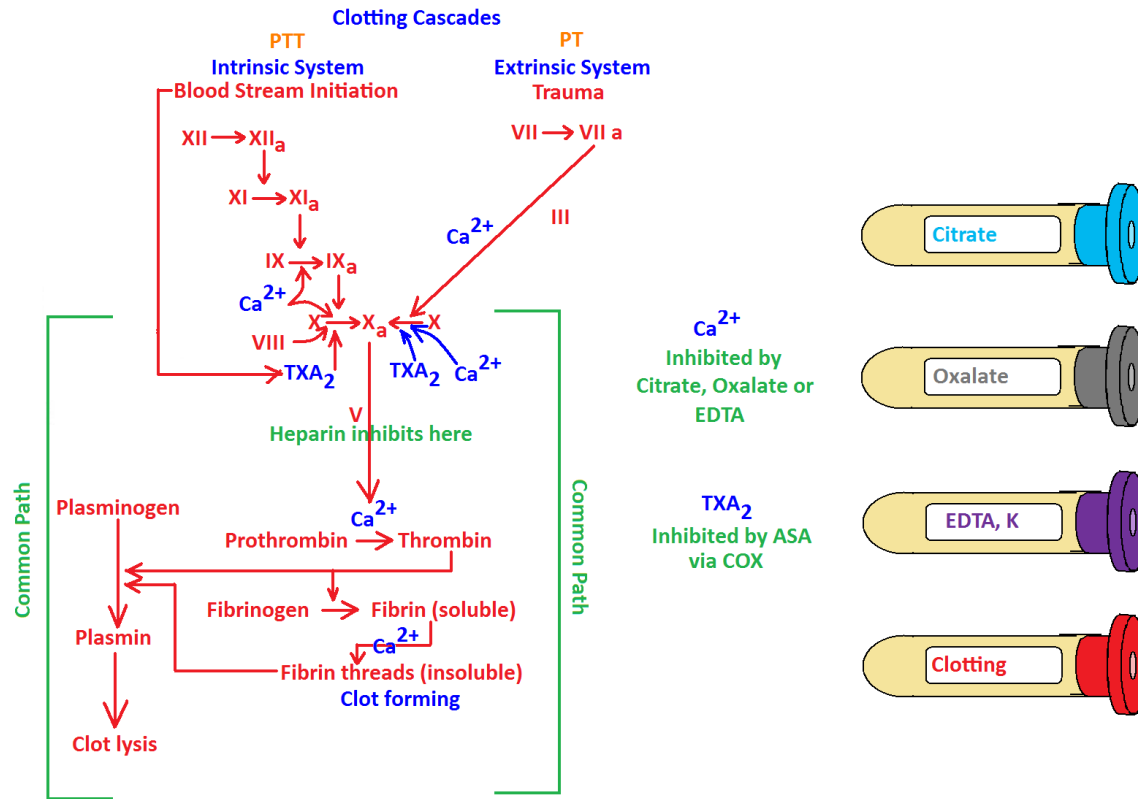 Clotting Cascades
PTT
Intrinsic System
Blood Stream Initiation
PT
Extrinsic System
Trauma
XII XIIa
VII VII a
XI XIa
III
Ca2+
IX IXa
Ca2+
X Xa X
VIII
TXA2
TXA2
Ca2+
V
Heparin inhibits here
Common Path
Plasminogen
Ca2+
Prothrombin Thrombin
Fibrinogen Fibrin (soluble)
Plasmin
Ca2+
Fibrin threads (insoluble)
Clot forming
Clot lysis
Common Path
Ca2+
Inhibited by
Citrate, Oxalate or
EDTA
TXA2
Inhibited by ASA
via COX
Citrate
Oxalate
EDTA, K
Clotting